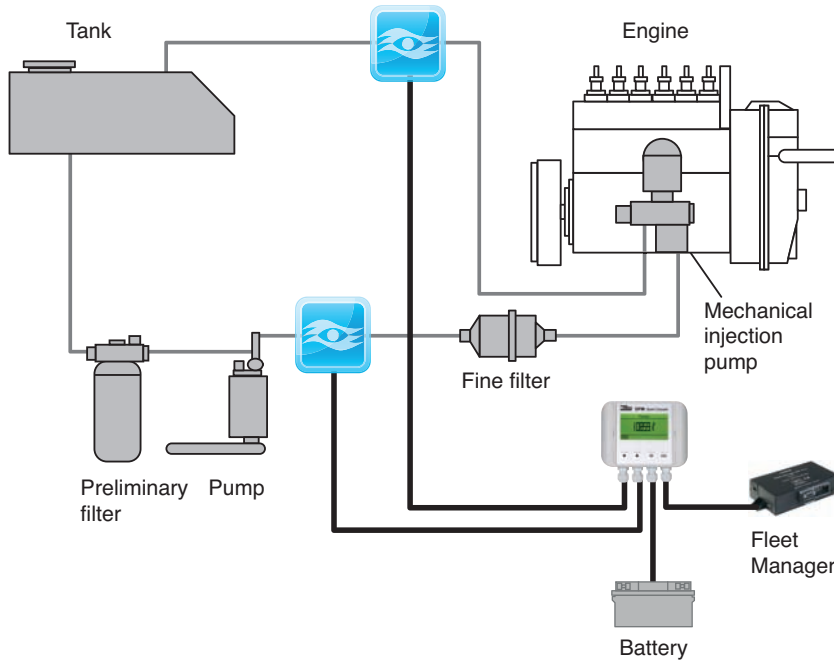 Tank
Engine
Mechanical
injection
pump
Fine filter
Preliminary
filter
Pump
Fleet
Manager
Battery